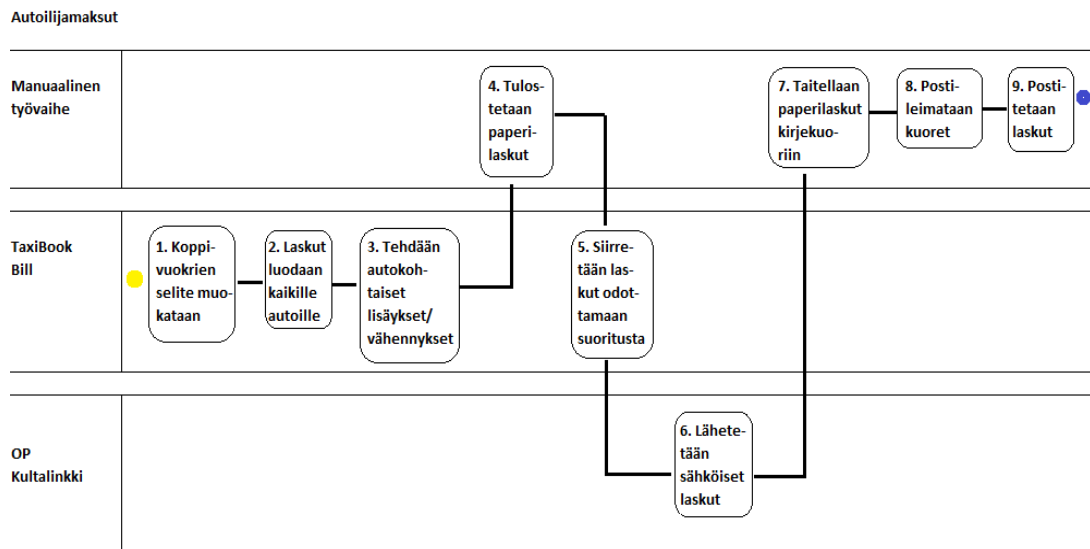 Autoilijamaksut
Manuaalinen
työvaihe
4. Tulos-
tetaan
paperi-
laskut
7. Taitellaan
paperilaskut
kirjekuo-
riin
8. Posti-
leimataan
kuoret
9. Posti-
tetaan
laskut
TaxiBook
Bill
1. Koppi-
vuokrien
selite muo-
kataan
2. Laskut
luodaan
kaikille
autoille
3. Tehdään
autokoh-
taiset
lisäykset/
vähennykset
5. Siirre-
tään las-
kut odot-
tamaan
suoritusta
OP
Kultalinkki
6. Lähete-
tään
sähköiset
laskut